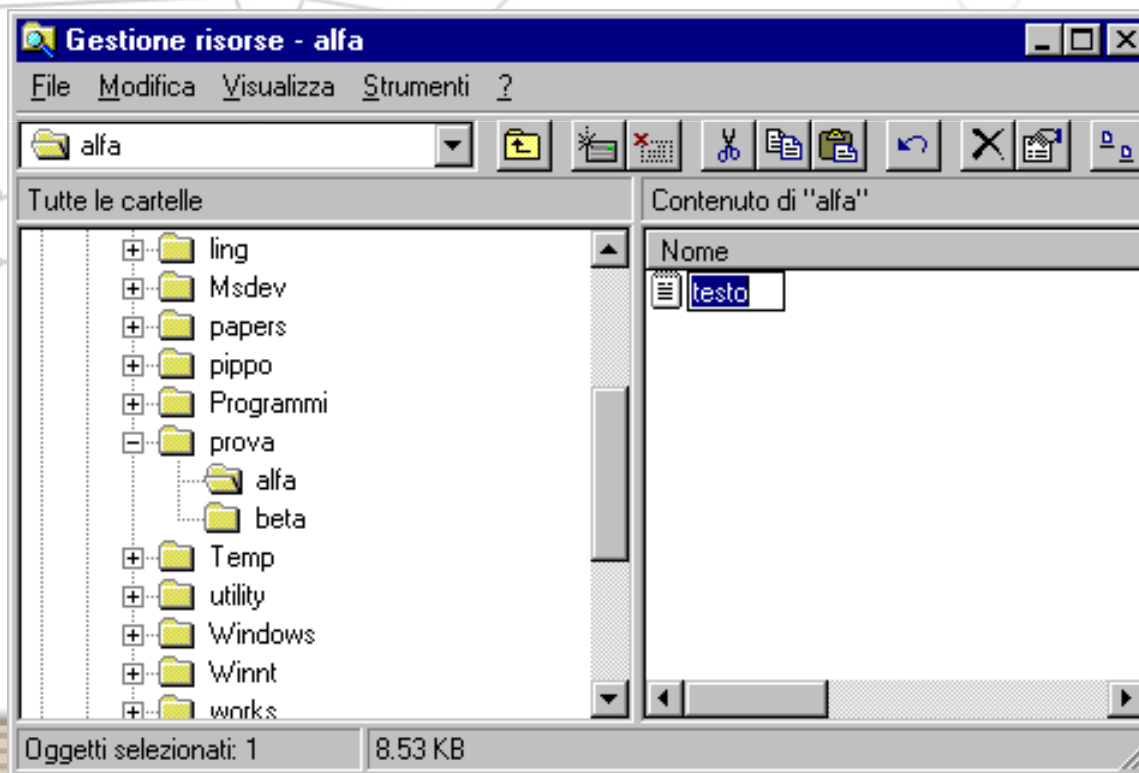 Gestione risorse - alfa
File Modifica Visualizza Strumenti ?
alfa
Tutte le cartelle
Contenuto di "alfa"
Nome
testo
ling
Msdev
papers
pippo
Programmi
prova
alfa
beta
Temp
utility
Windows
Winnt
works
Oggetti selezionati: 1
8.53 KB